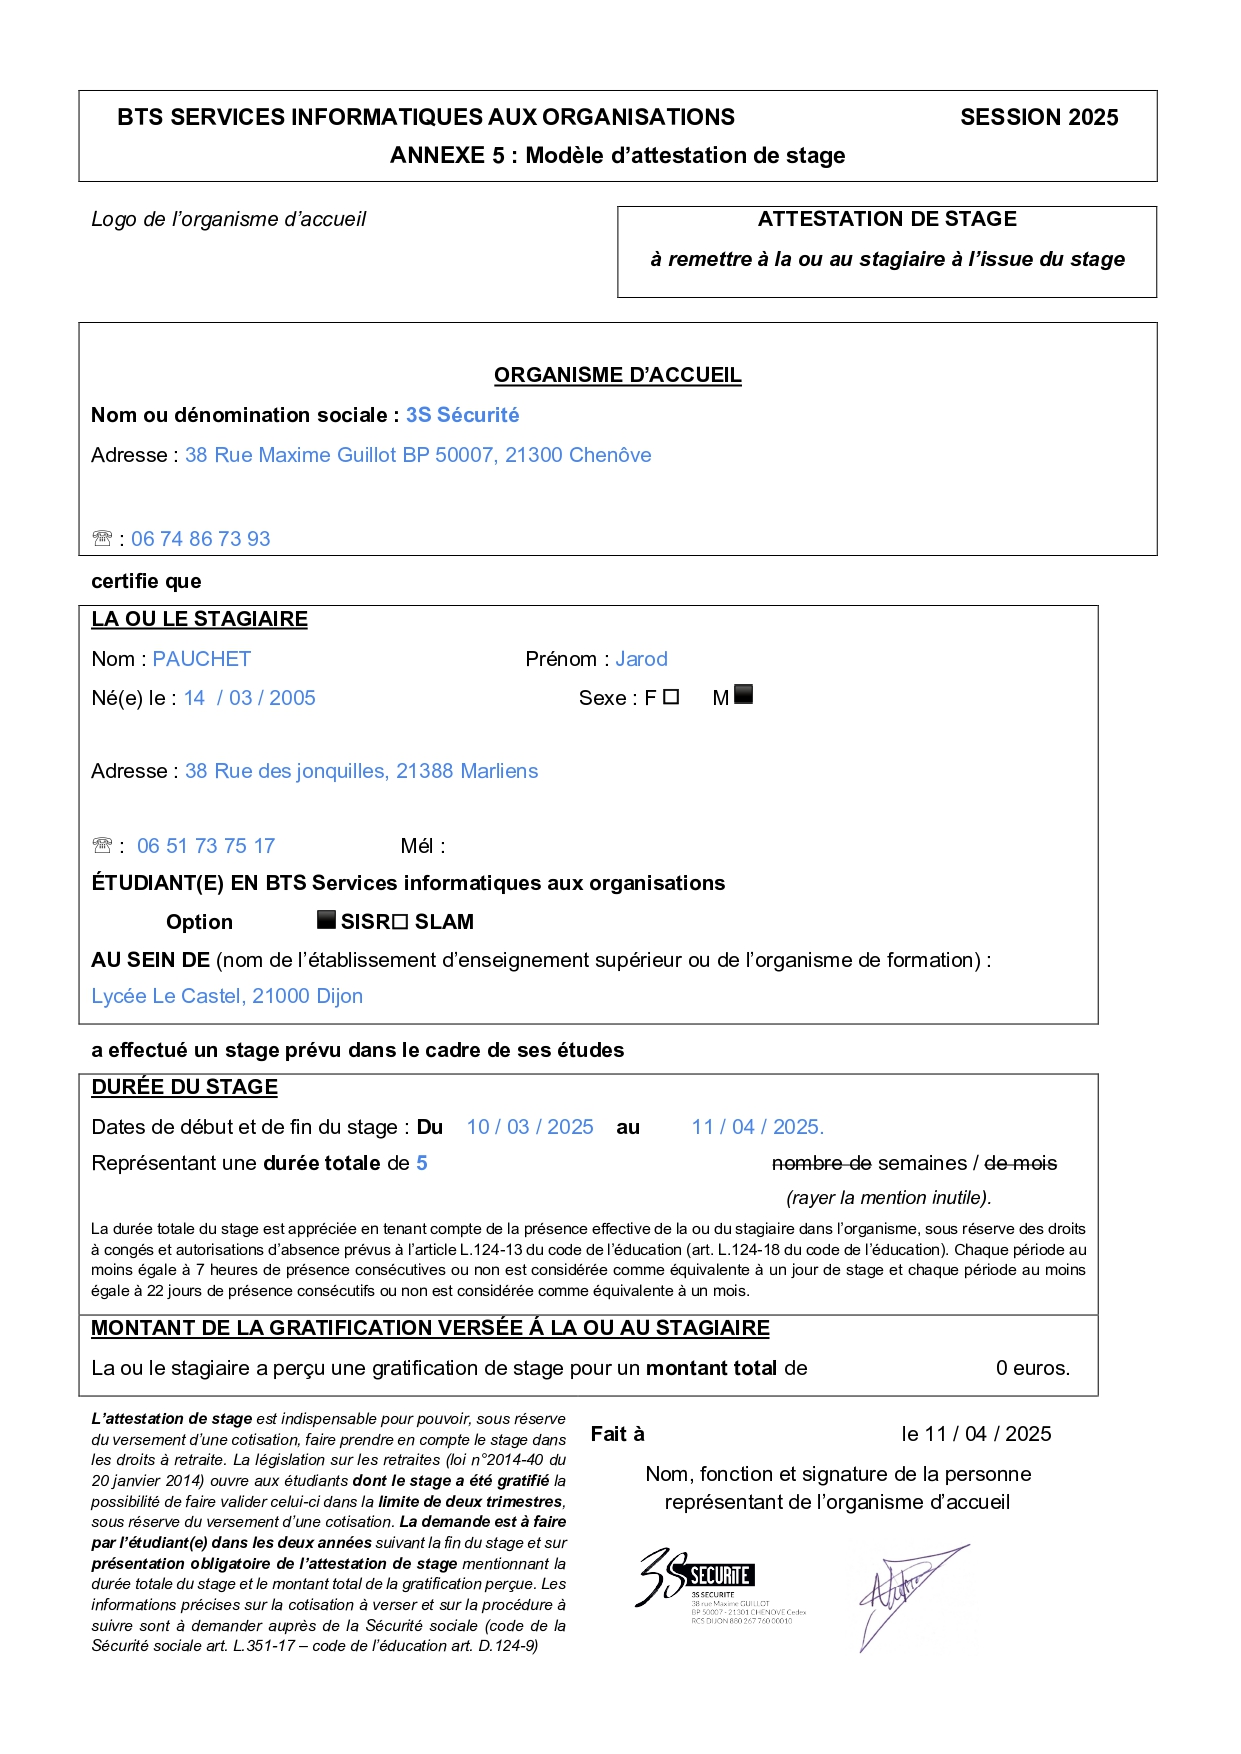 BTS SERVICES INFORMATIQUES AUX ORGANISATIONS SESSION 2025
ANNEXE 5 : Modèle d’attestation de stage
Logo de l’organisme d’accueil
ATTESTATION DE STAGE
à remettre à la ou au stagiaire à l’issue du stage
ORGANISME D’ACCUEIL
Nom ou dénomination sociale : 3S Sécurité
Adresse : 38 Rue Maxime Guillot BP 50007, 21300 Chenôve
☏ : 06 74 86 73 93
certifie que
LA OU LE STAGIAIRE
Nom : PAUCHET Prénom : Jarod
Né(e) le : 14 / 03 / 2005 Sexe : F ☐ M ■
Adresse : 38 Rue des jonquilles, 21388 Marliens
☏ : 06 51 73 75 17 Mél :
ÉTUDIANT(E) EN BTS Services informatiques aux organisations
Option ■ SISR☐ SLAM
AU SEIN DE (nom de l’établissement d’enseignement supérieur ou de l’organisme de formation) :
Lycée Le Castel, 21000 Dijon
a effectué un stage prévu dans le cadre de ses études
DURÉE DU STAGE
Dates de début et de fin du stage : Du 10 / 03 / 2025 au 11 / 04 / 2025.
Représentant une durée totale de 5 nombre de semaines / de mois
(rayer la mention inutile).
La durée totale du stage est appréciée en tenant compte de la présence effective de la ou du stagiaire dans l’organisme, sous réserve des droits
à congés et autorisations d’absence prévus à l’article L.124-13 du code de l’éducation (art. L.124-18 du code de l’éducation). Chaque période au
moins égale à 7 heures de présence consécutives ou non est considérée comme équivalente à un jour de stage et chaque période au moins
égale à 22 jours de présence consécutifs ou non est considérée comme équivalente à un mois.
MONTANT DE LA GRATIFICATION VERSÉE Á LA OU AU STAGIAIRE
La ou le stagiaire a perçu une gratification de stage pour un montant total de 0 euros.
L’attestation de stage est indispensable pour pouvoir, sous réserve
du versement d’une cotisation, faire prendre en compte le stage dans
les droits à retraite. La législation sur les retraites (loi n°2014-40 du
20 janvier 2014) ouvre aux étudiants dont le stage a été gratifié la
possibilité de faire valider celui-ci dans la limite de deux trimestres,
sous réserve du versement d’une cotisation. La demande est à faire
par l’étudiant(e) dans les deux années suivant la fin du stage et sur
présentation obligatoire de l’attestation de stage mentionnant la
durée totale du stage et le montant total de la gratification perçue. Les
informations précises sur la cotisation à verser et sur la procédure à
suivre sont à demander auprès de la Sécurité sociale (code de la
Sécurité sociale art. L.351-17 – code de l’éducation art. D.124-9)
Fait à le 11 / 04 / 2025
Nom, fonction et signature de la personne
représentant de l’organisme d’accueil
3S SECURITE
3S SECURITE
38 rue Maxime GUILLOT
BP 50007 - 21301 CHENOVE Cedex
RCS DIJON 880 267 760 00010